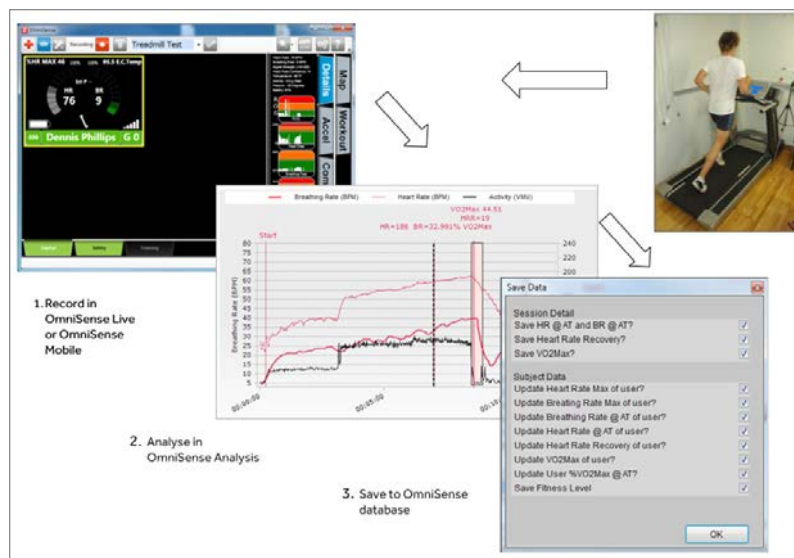 OmniSense
Recording
Treadmill Test
%HR MAX 46
HR
76
BR
9
Dennis Phillips
G 0
Details
Map
Accel
Workout
1. Record in
OmniSense Live
or OmniSense
Mobile
Breathing Rate (BPM)
Heart Rate (BPM)
Activity (VMU)
VO2Max 44.51
MRR=19
HR=186 BR=32.991% VO2Max
Start
Breathing Rate (BPM)
80
75
70
65
60
55
50
45
40
35
30
25
20
15
10
5
240
220
200
00:00:00
00:05:00
2. Analyse in
OmniSense Analysis
3. Save to OmniSense
database
Save Data
Session Detail
Save HR @ AT and BR @ AT?
Save Heart Rate Recovery?
Save VO2Max?
Subject Data
Update Heart Rate Max of user?
Update Breating Rate Max of user?
Update Breathing Rate @ AT of user?
Update Heart Rate @ AT of user?
Update Heart Rate Recovery of user?
Update VO2Max of user?
Update User %VO2Max @ AT?
Save Fitness Level
OK